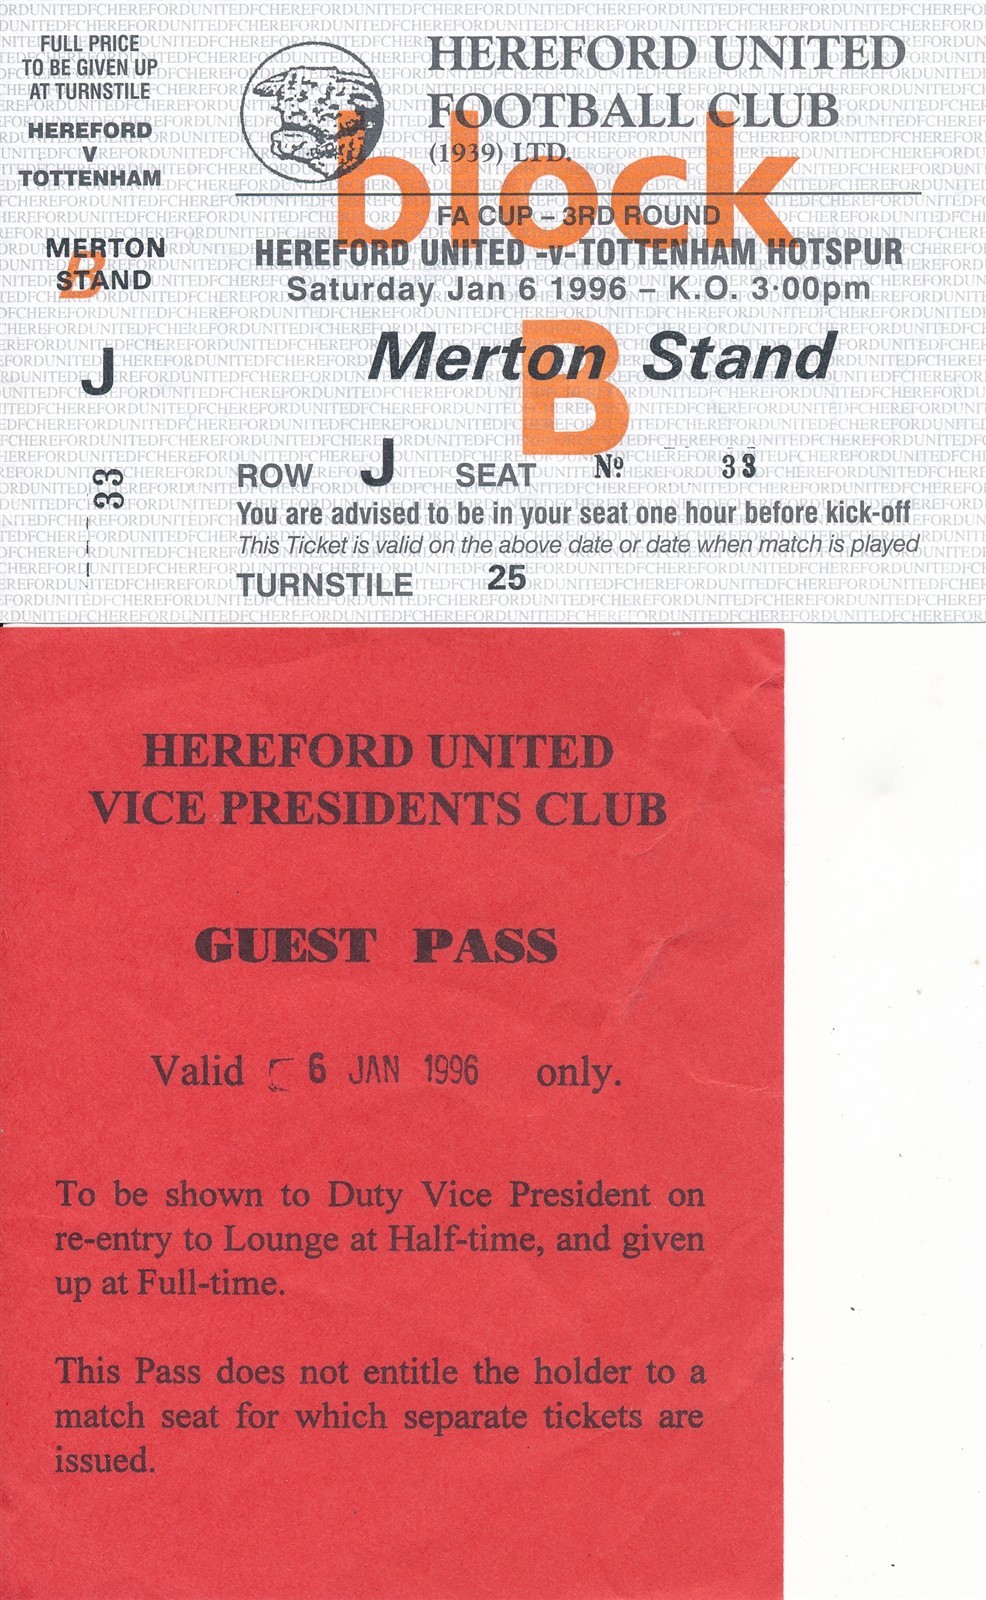 FULL PRICE
TO BE GIVEN UP
AT TURNSTILE
HEREFORD
V
TOTTENHAM
MERTON
B
STAND
J
33
HEREFORD UNITED
FOOTBALL CLUB
(1939) LTD.
block
FA CUP – 3RD ROUND
HEREFORD UNITED -v- TOTTENHAM HOTSPUR
Saturday Jan 6 1996 – K.O. 3·00pm
B
Merton Stand
ROW J SEAT Nº 33
You are advised to be in your seat one hour before kick-off
This Ticket is valid on the above date or date when match is played
TURNSTILE 25
HEREFORD UNITED
VICE PRESIDENTS CLUB
GUEST PASS
Valid 6 JAN 1996 only.
To be shown to Duty Vice President on
re-entry to Lounge at Half-time, and given
up at Full-time.
This Pass does not entitle the holder to a
match seat for which separate tickets are
issued.